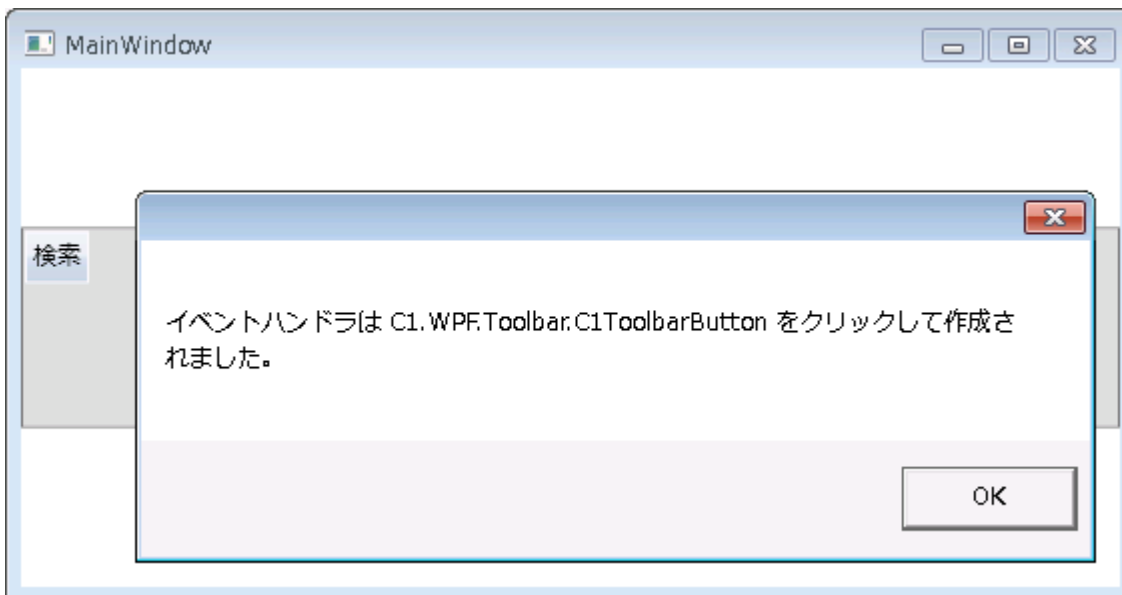 MainWindow
検索
イベントハンドラは C1.WPF.Toolbar.C1ToolbarButton をクリックして作成さ
れました。
OK